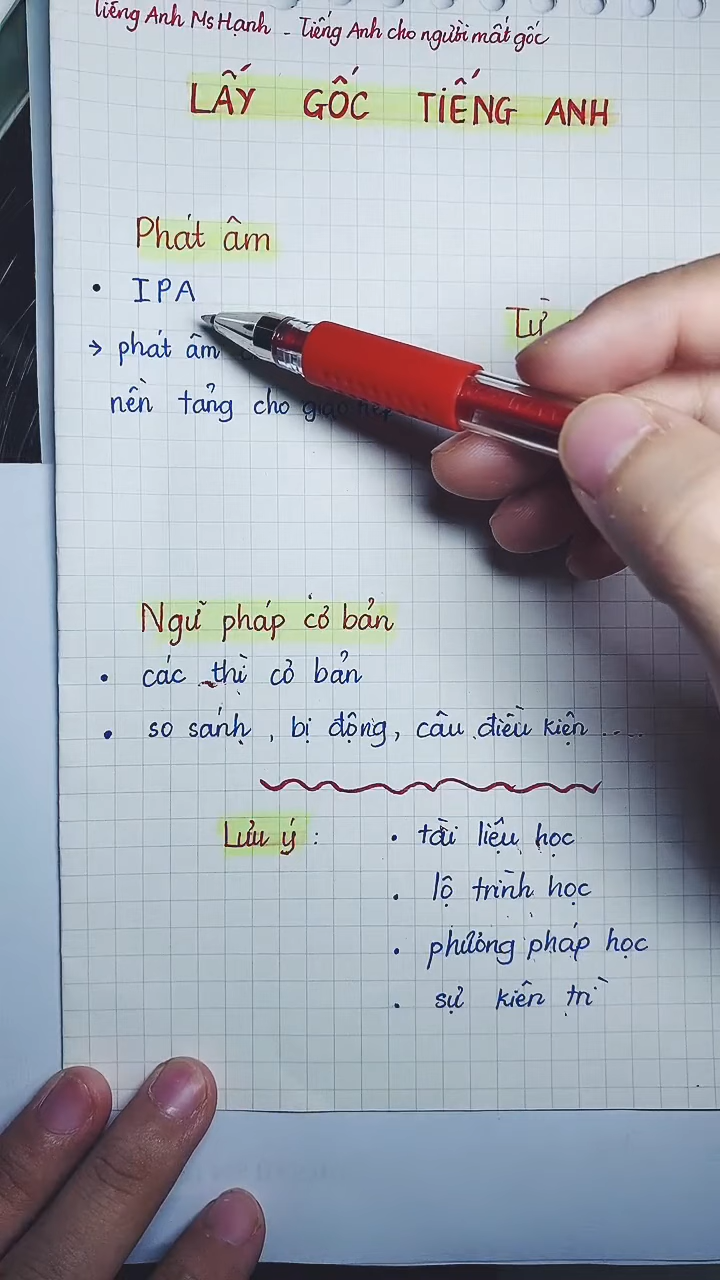 Tiếng Anh Ms Hạnh - Tiếng Anh cho người mất gốc
LẤY GỐC TIẾNG ANH
Phát âm
• IPA
→ phát âm
nền tảng cho giao tiếp...
Từ
Ngữ pháp cơ bản
• các thì cơ bản
• so sánh, bị động, câu điều kiện ....
Lưu ý :
• tài liệu học
• lộ trình học
• phương pháp học
• sự kiên trì